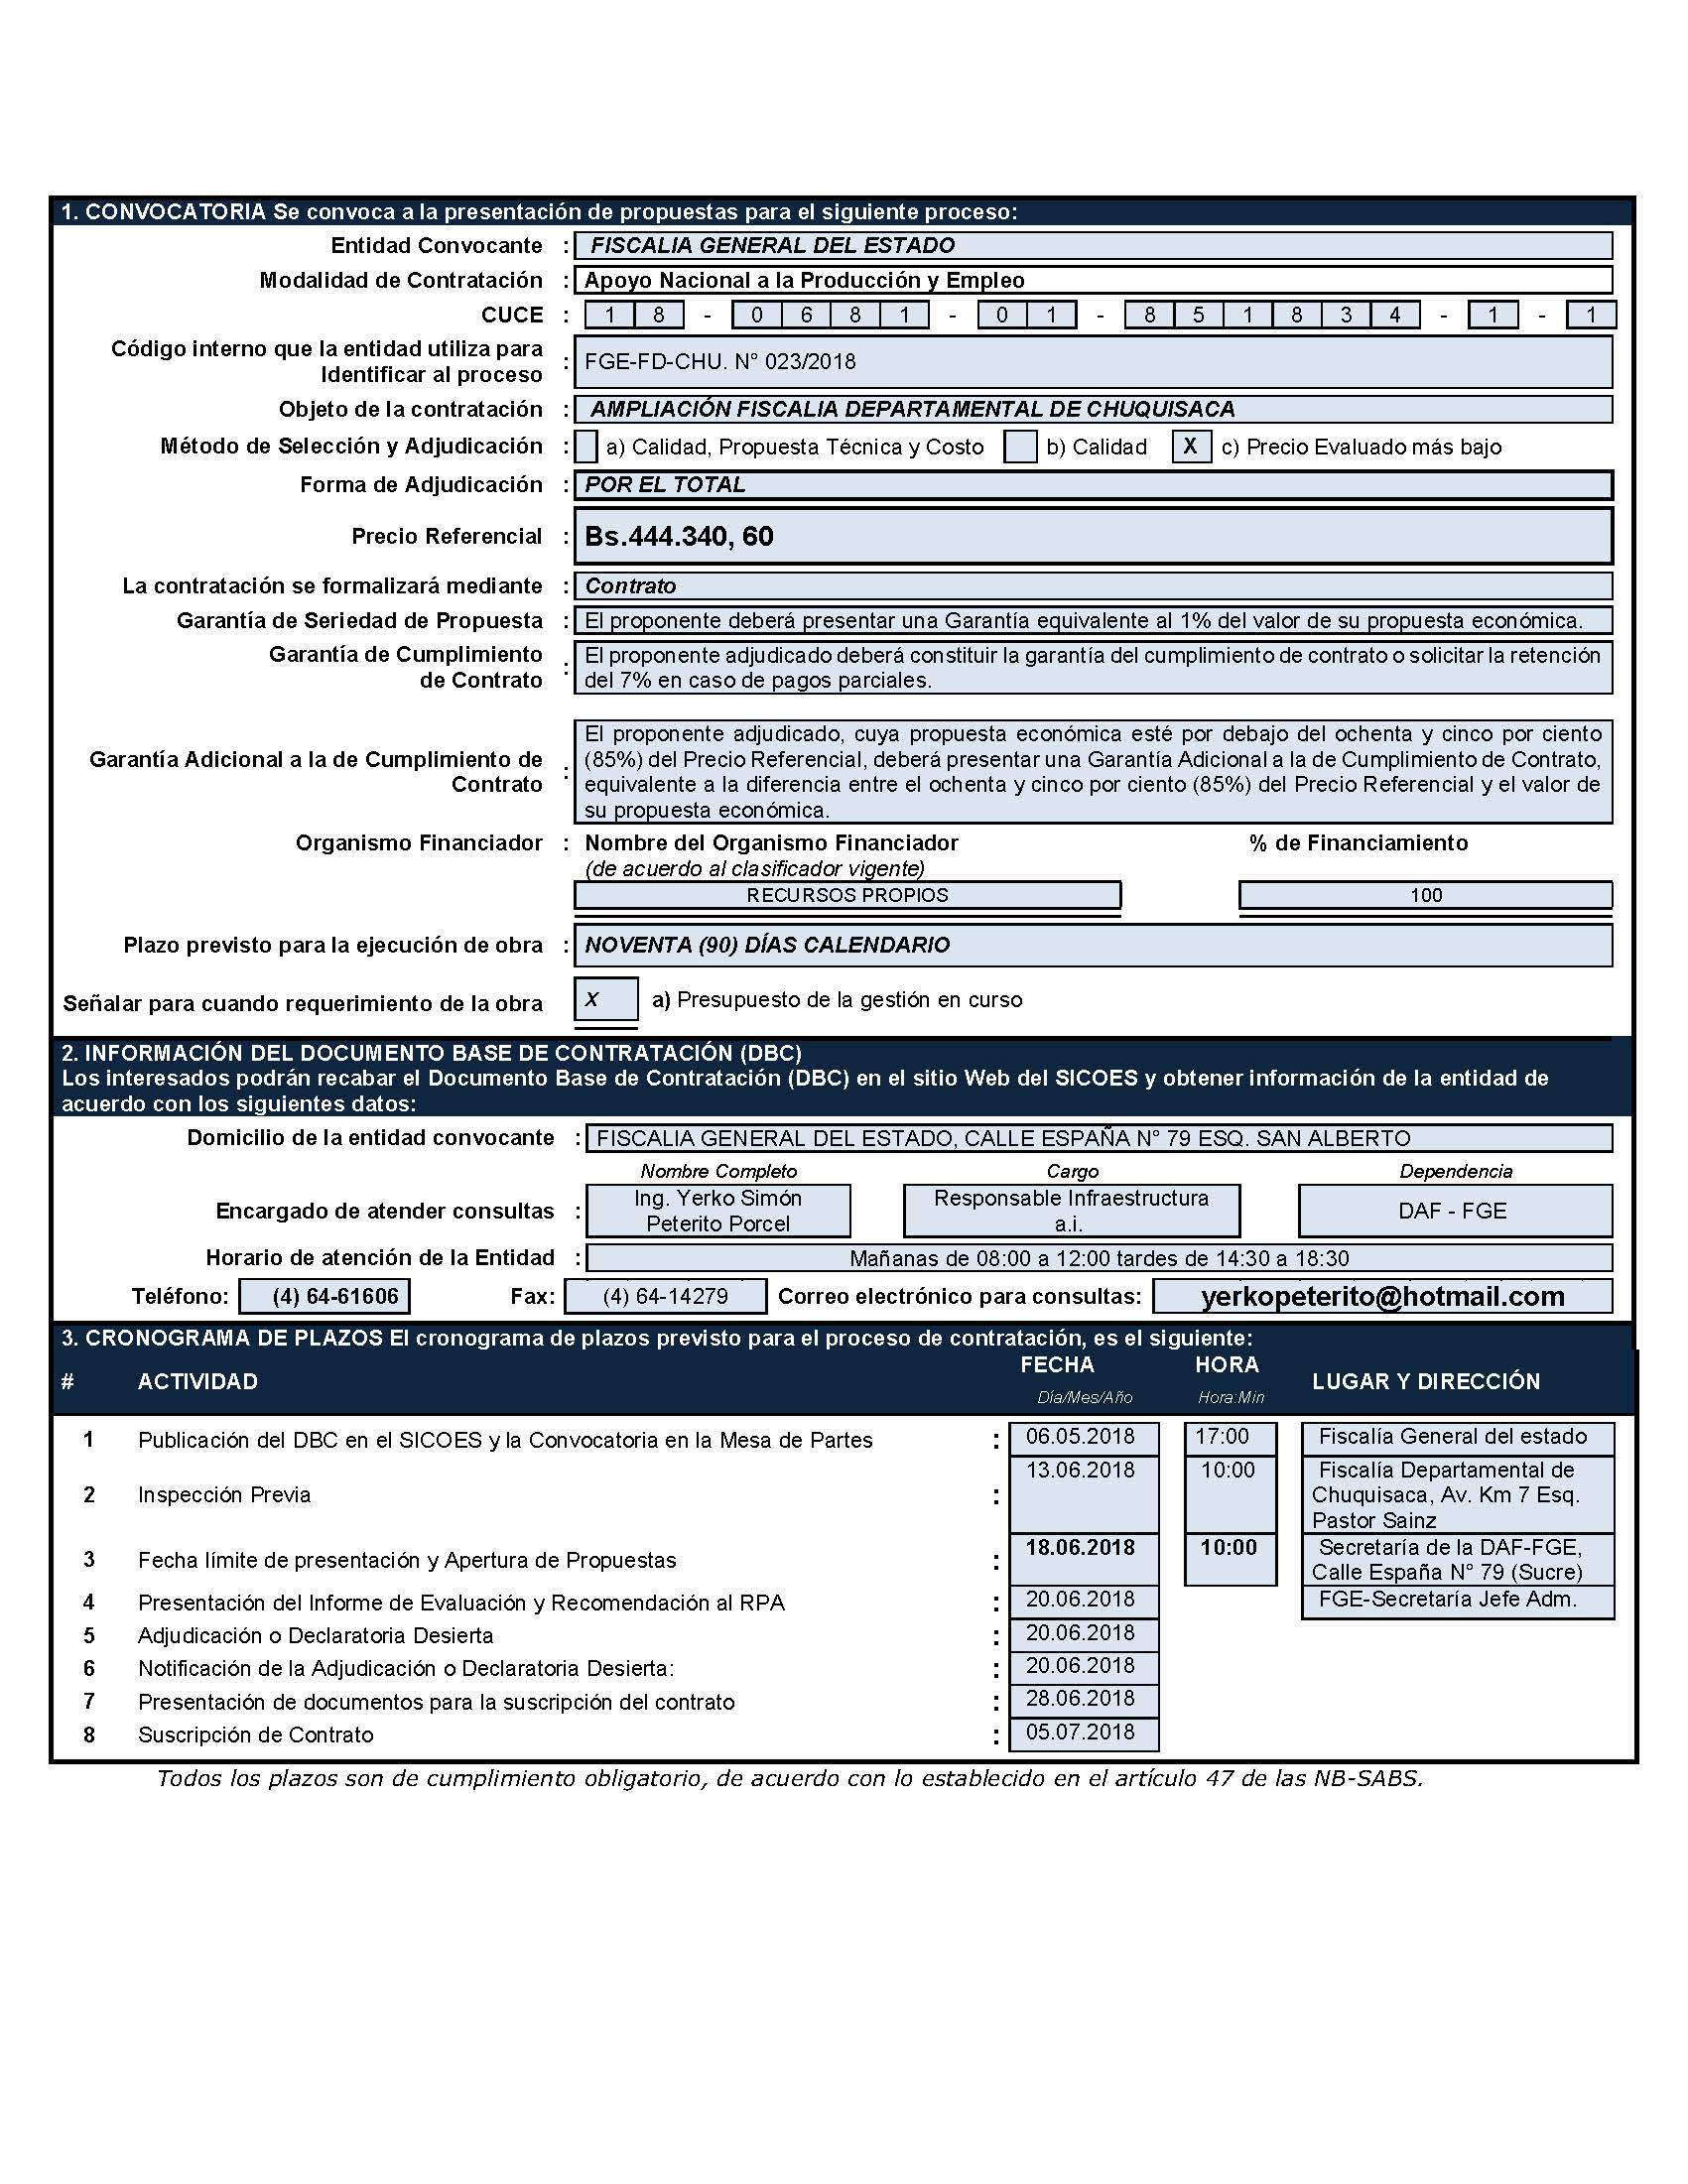 1. CONVOCATORIA Se convoca a la presentación de propuestas para el siguiente proceso:
Entidad Convocante : FISCALIA GENERAL DEL ESTADO
Modalidad de Contratación : Apoyo Nacional a la Producción y Empleo
CUCE : 1 8 - 0 6 8 1 - 0 1 - 8 5 1 8 3 4 - 1 - 1
Código interno que la entidad utiliza para
Identificar al proceso : FGE-FD-CHU. N° 023/2018
Objeto de la contratación : AMPLIACIÓN FISCALIA DEPARTAMENTAL DE CHUQUISACA
Método de Selección y Adjudicación : a) Calidad, Propuesta Técnica y Costo b) Calidad X c) Precio Evaluado más bajo
Forma de Adjudicación : POR EL TOTAL
Precio Referencial : Bs.444.340, 60
La contratación se formalizará mediante : Contrato
Garantía de Seriedad de Propuesta : El proponente deberá presentar una Garantía equivalente al 1% del valor de su propuesta económica.
Garantía de Cumplimiento
de Contrato :
El proponente adjudicado deberá constituir la garantía del cumplimiento de contrato o solicitar la retención
del 7% en caso de pagos parciales.
Garantía Adicional a la de Cumplimiento de
Contrato :
El proponente adjudicado, cuya propuesta económica esté por debajo del ochenta y cinco por ciento
(85%) del Precio Referencial, deberá presentar una Garantía Adicional a la de Cumplimiento de Contrato,
equivalente a la diferencia entre el ochenta y cinco por ciento (85%) del Precio Referencial y el valor de
su propuesta económica.
Organismo Financiador : Nombre del Organismo Financiador % de Financiamiento
(de acuerdo al clasificador vigente)
RECURSOS PROPIOS 100
Plazo previsto para la ejecución de obra : NOVENTA (90) DÍAS CALENDARIO
Señalar para cuando requerimiento de la obra X a) Presupuesto de la gestión en curso
2. INFORMACIÓN DEL DOCUMENTO BASE DE CONTRATACIÓN (DBC)
Los interesados podrán recabar el Documento Base de Contratación (DBC) en el sitio Web del SICOES y obtener información de la entidad de
acuerdo con los siguientes datos:
Domicilio de la entidad convocante : FISCALIA GENERAL DEL ESTADO, CALLE ESPAÑA N° 79 ESQ. SAN ALBERTO
Nombre Completo Cargo Dependencia
Encargado de atender consultas : Ing. Yerko Simón
Peterito Porcel
Responsable Infraestructura
a.i.
DAF - FGE
Horario de atención de la Entidad : Mañanas de 08:00 a 12:00 tardes de 14:30 a 18:30
Teléfono: (4) 64-61606 Fax: (4) 64-14279 Correo electrónico para consultas: yerkopeterito@hotmail.com
3. CRONOGRAMA DE PLAZOS El cronograma de plazos previsto para el proceso de contratación, es el siguiente:
# ACTIVIDAD FECHA HORA LUGAR Y DIRECCIÓN
Día/Mes/Año Hora:Min
1 Publicación del DBC en el SICOES y la Convocatoria en la Mesa de Partes : 06.05.2018 17:00 Fiscalía General del estado
2 Inspección Previa : 13.06.2018 10:00 Fiscalía Departamental de
Chuquisaca, Av. Km 7 Esq.
Pastor Sainz
3 Fecha límite de presentación y Apertura de Propuestas : 18.06.2018 10:00 Secretaría de la DAF-FGE,
Calle España N° 79 (Sucre)
4 Presentación del Informe de Evaluación y Recomendación al RPA : 20.06.2018 FGE-Secretaría Jefe Adm.
5 Adjudicación o Declaratoria Desierta : 20.06.2018
6 Notificación de la Adjudicación o Declaratoria Desierta: : 20.06.2018
7 Presentación de documentos para la suscripción del contrato : 28.06.2018
8 Suscripción de Contrato : 05.07.2018
Todos los plazos son de cumplimiento obligatorio, de acuerdo con lo establecido en el artículo 47 de las NB-SABS.